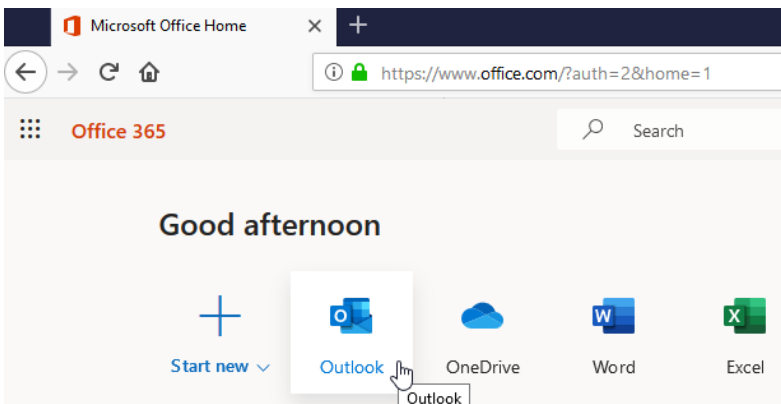 Microsoft Office Home
https://www.office.com/?auth=2&home=1
Office 365
Search
Good afternoon
Start new
Outlook
OneDrive
Word
Excel
Outlook